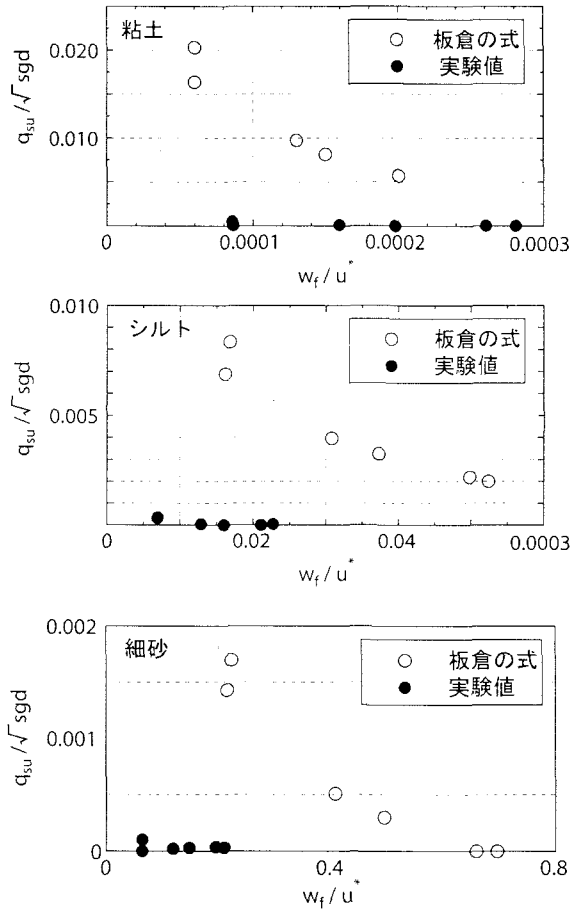 粘土
○ 板倉の式
● 実験値
0.020
0.010
0
0
0.0001
0.0002
0.0003
q_su/√sgd
w_f / u*
シルト
○ 板倉の式
● 実験値
0.010
0.005
0
0.02
0.04
0.0003
q_su/√sgd
w_f / u*
細砂
○ 板倉の式
● 実験値
0.002
0.001
0
0
0.4
0.8
q_su/√sgd
w_f / u*